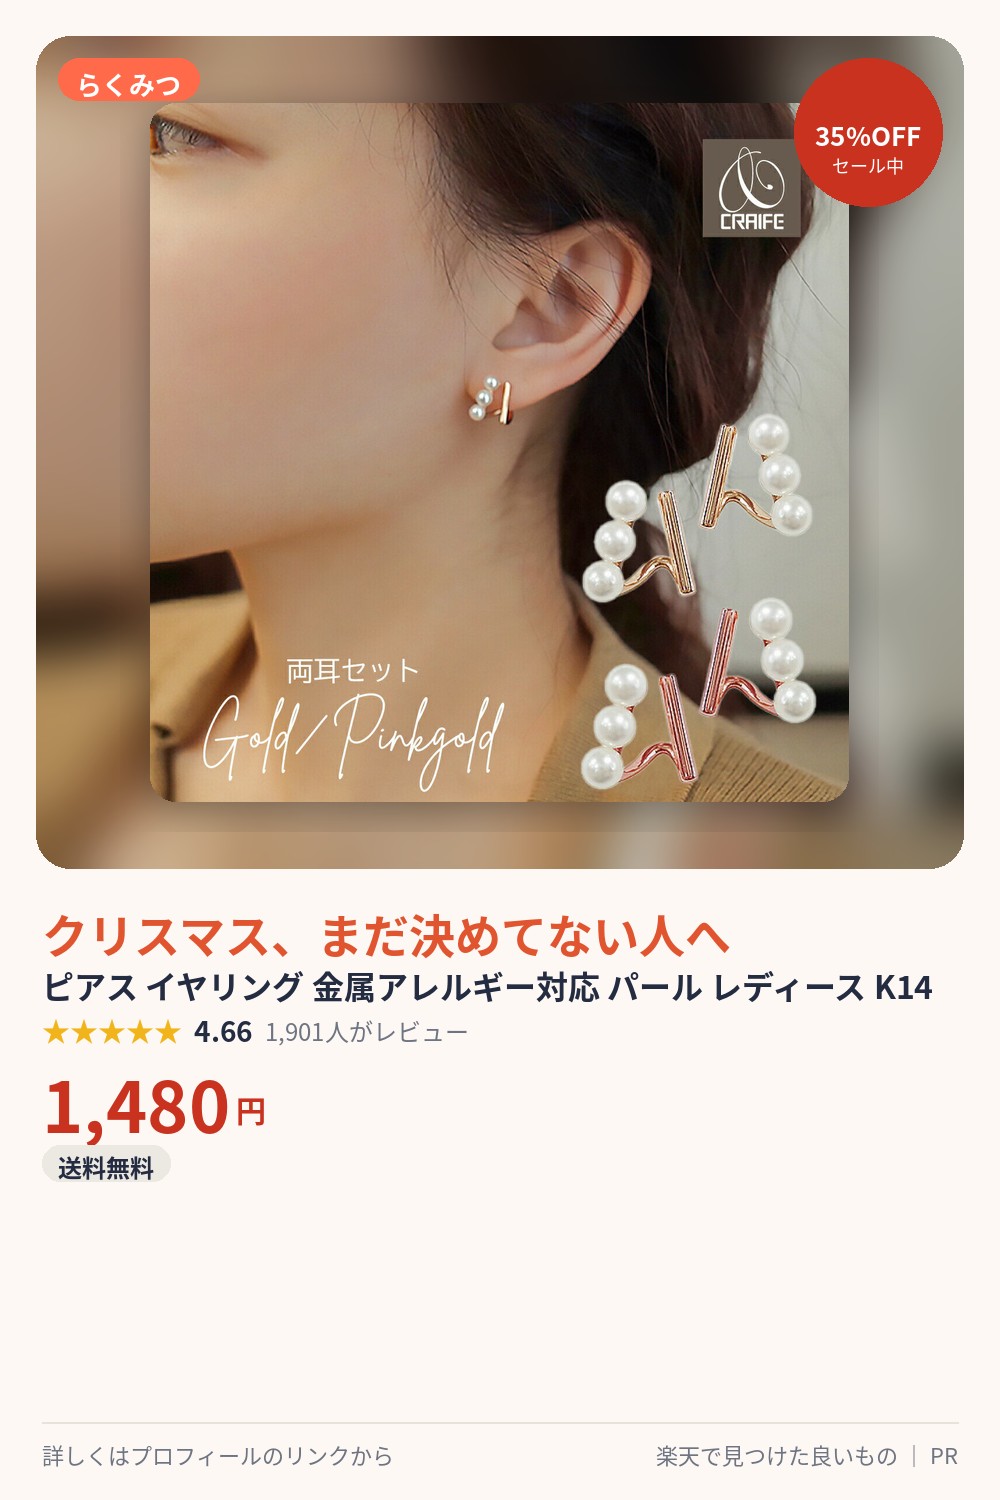 らくみつ
35%OFF
セール中
CRAIFE
両耳セット
Gold/Pinkgold
クリスマス、まだ決めてない人へ
ピアス イヤリング 金属アレルギー対応 パール レディース K14
★★★★★ 4.66 1,901人がレビュー
1,480円
送料無料
詳しくはプロフィールのリンクから
楽天で見つけた良いもの | PR